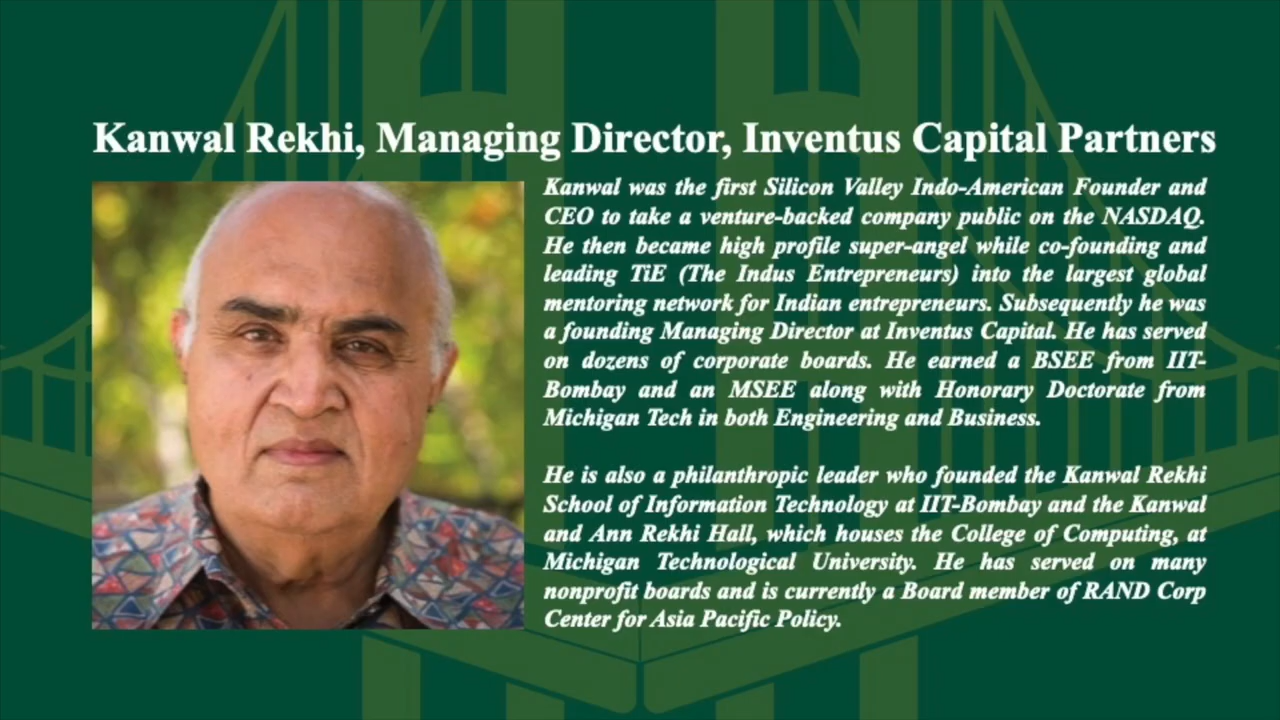 Kanwal Rekhi, Managing Director, Inventus Capital Partners
Kanwal was the first Silicon Valley Indo-American Founder and
CEO to take a venture-backed company public on the NASDAQ.
He then became high profile super-angel while co-founding and
leading TiE (The Indus Entrepreneurs) into the largest global
mentoring network for Indian entrepreneurs. Subsequently he was
a founding Managing Director at Inventus Capital. He has served
on dozens of corporate boards. He earned a BSEE from IIT-
Bombay and an MSEE along with Honorary Doctorate from
Michigan Tech in both Engineering and Business.
He is also a philanthropic leader who founded the Kanwal Rekhi
School of Information Technology at IIT-Bombay and the Kanwal
and Ann Rekhi Hall, which houses the College of Computing, at
Michigan Technological University. He has served on many
nonprofit boards and is currently a Board member of RAND Corp
Center for Asia Pacific Policy.